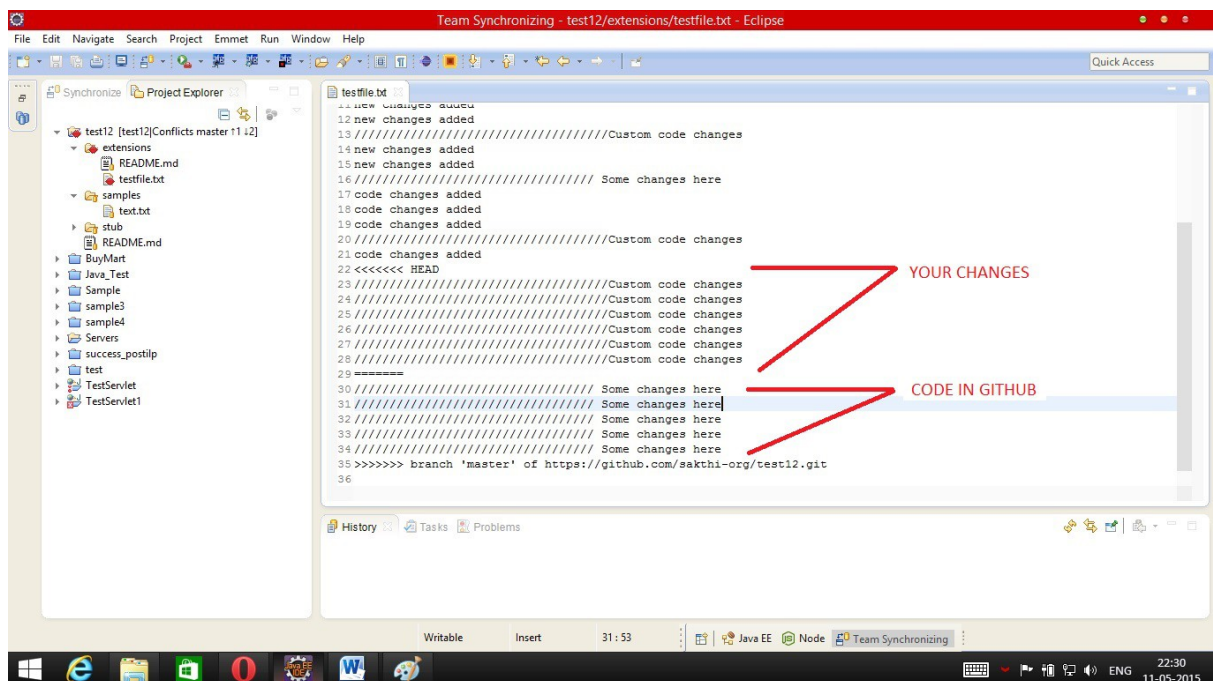 Team Synchronizing - test12/extensions/testfile.txt - Eclipse
File Edit Navigate Search Project Emmet Run Window Help
Quick Access
Synchronize Project Explorer
test12 [test12|Conflicts master ↑1 ↓2]
extensions
README.md
testfile.txt
samples
text.txt
stub
README.md
BuyMart
Java_Test
Sample
sample3
sample4
Servers
success_postilp
test
TestServlet
TestServlet1
testfile.txt
11 new changes added
12 new changes added
13 ////////////////////////////////////Custom code changes
14 new changes added
15 new changes added
16 ////////////////////////////////// Some changes here
17 code changes added
18 code changes added
19 code changes added
20 ////////////////////////////////////Custom code changes
21 code changes added
22 <<<<<<< HEAD
23 ////////////////////////////////////Custom code changes
24 ////////////////////////////////////Custom code changes
25 ////////////////////////////////////Custom code changes
26 ////////////////////////////////////Custom code changes
27 ////////////////////////////////////Custom code changes
28 ////////////////////////////////////Custom code changes
29 =======
30 ////////////////////////////////// Some changes here
31 ////////////////////////////////// Some changes here
32 ////////////////////////////////// Some changes here
33 ////////////////////////////////// Some changes here
34 ////////////////////////////////// Some changes here
35 >>>>>>> branch 'master' of https://github.com/sakthi-org/test12.git
36
YOUR CHANGES
CODE IN GITHUB
History Tasks Problems
Writable Insert 31 : 53 Java EE Node Team Synchronizing
Java EE IDE
ENG 22:30
11-05-2015